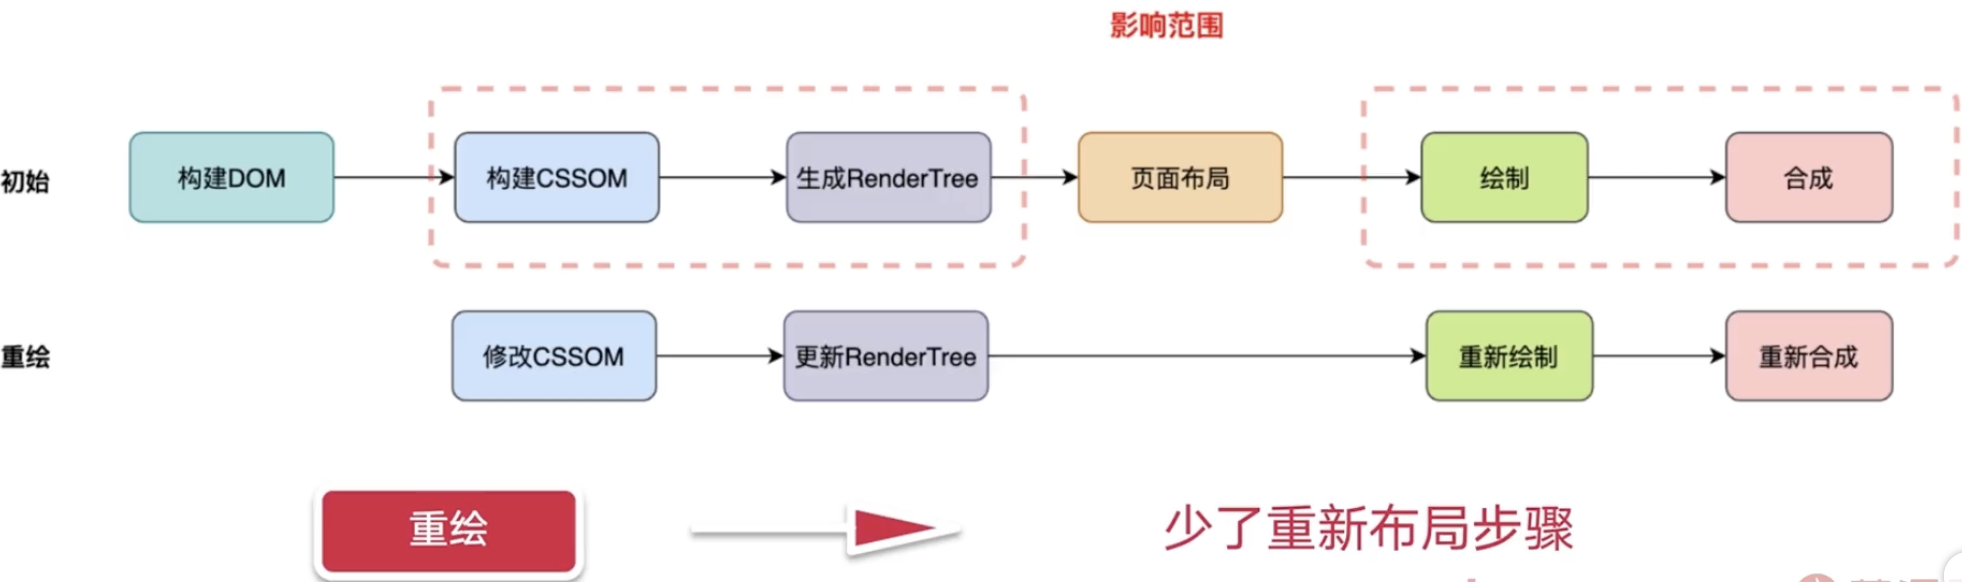 影响范围
初始
构建DOM
构建CSSOM
生成RenderTree
页面布局
绘制
合成
重绘
修改CSSOM
更新RenderTree
重新绘制
重新合成
重绘
少了重新布局步骤